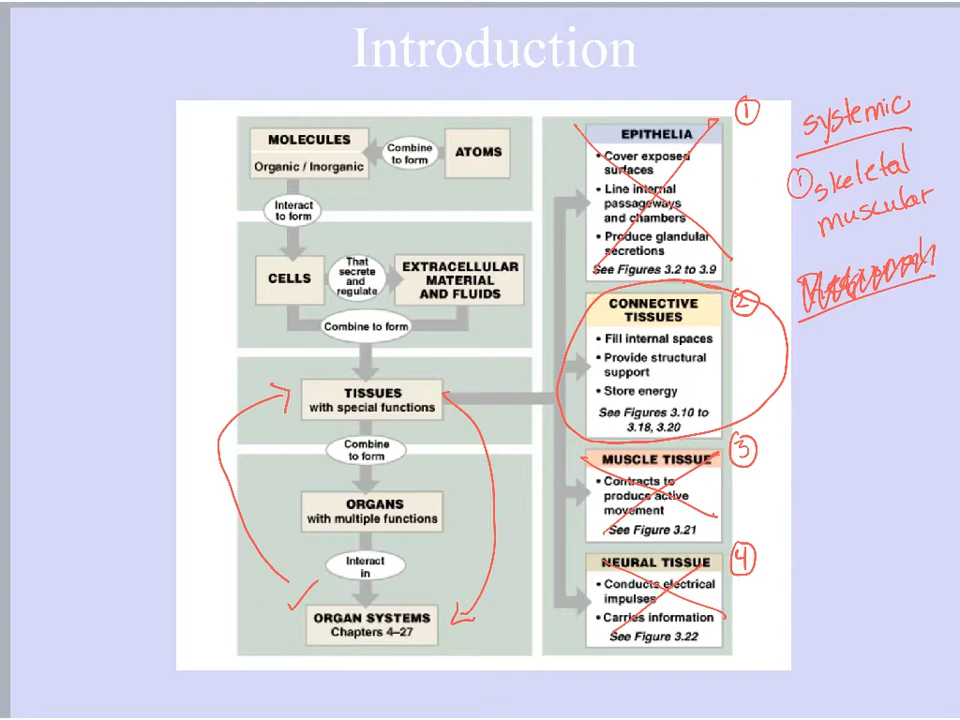 Introduction
MOLECULES
Organic / Inorganic
Combine
to form
ATOMS
Interact
to form
CELLS
That
secrete
and
regulate
EXTRACELLULAR
MATERIAL
AND FLUIDS
Combine to form
TISSUES
with special functions
Combine
to form
ORGANS
with multiple functions
Interact
in
ORGAN SYSTEMS
Chapters 4–27
1
EPITHELIA
• Cover exposed
surfaces
• Line internal
passageways
and chambers
• Produce glandular
secretions
See Figures 3.2 to 3.9
2
CONNECTIVE
TISSUES
• Fill internal spaces
• Provide structural
support
• Store energy
See Figures 3.10 to
3.18, 3.20
3
MUSCLE TISSUE
• Contracts to
produce active
movement
See Figure 3.21
4
NEURAL TISSUE
• Conducts electrical
impulses
• Carries information
See Figure 3.22
systemic
1 skeletal
muscular